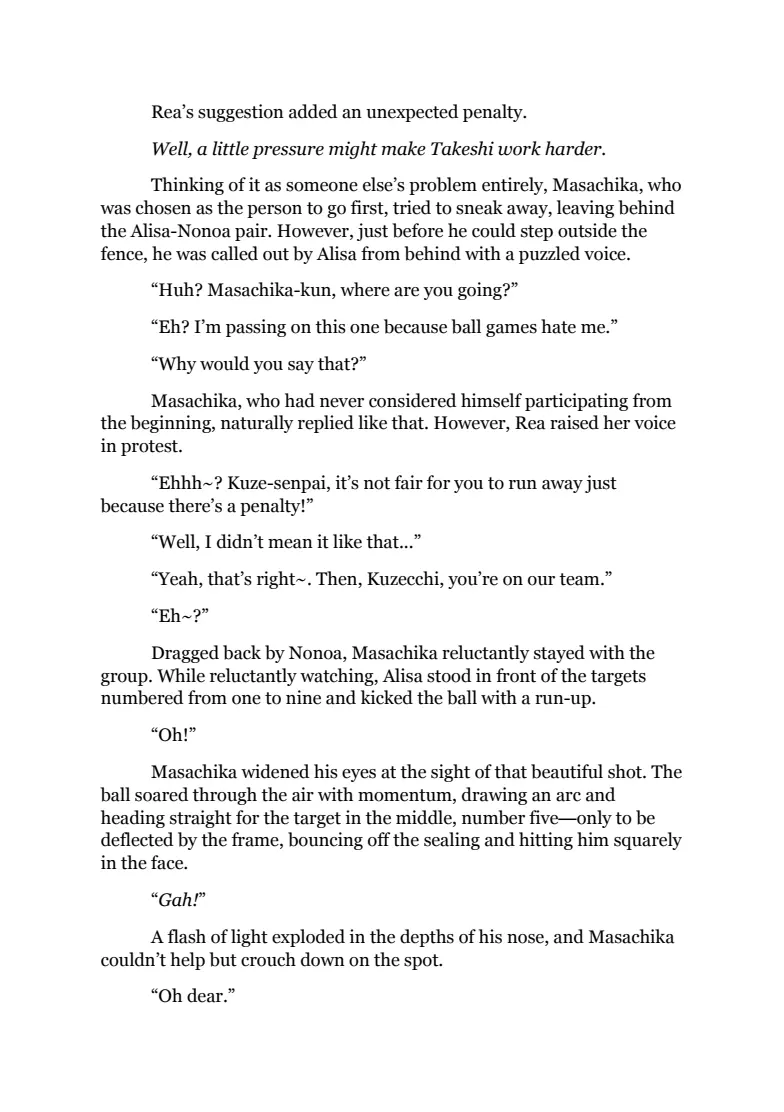 Rea’s suggestion added an unexpected penalty.
Well, a little pressure might make Takeshi work harder.
Thinking of it as someone else’s problem entirely, Masachika, who
was chosen as the person to go first, tried to sneak away, leaving behind
the Alisa-Nonoa pair. However, just before he could step outside the
fence, he was called out by Alisa from behind with a puzzled voice.
“Huh? Masachika-kun, where are you going?”
“Eh? I’m passing on this one because ball games hate me.”
“Why would you say that?”
Masachika, who had never considered himself participating from
the beginning, naturally replied like that. However, Rea raised her voice
in protest.
“Ehhh~? Kuze-senpai, it’s not fair for you to run away just
because there’s a penalty!”
“Well, I didn’t mean it like that...”
“Yeah, that’s right~. Then, Kuzecchi, you’re on our team.”
“Eh~?”
Dragged back by Nonoa, Masachika reluctantly stayed with the
group. While reluctantly watching, Alisa stood in front of the targets
numbered from one to nine and kicked the ball with a run-up.
“Oh!”
Masachika widened his eyes at the sight of that beautiful shot. The
ball soared through the air with momentum, drawing an arc and
heading straight for the target in the middle, number five—only to be
deflected by the frame, bouncing off the sealing and hitting him squarely
in the face.
“Gah!”
A flash of light exploded in the depths of his nose, and Masachika
couldn’t help but crouch down on the spot.
“Oh dear.”